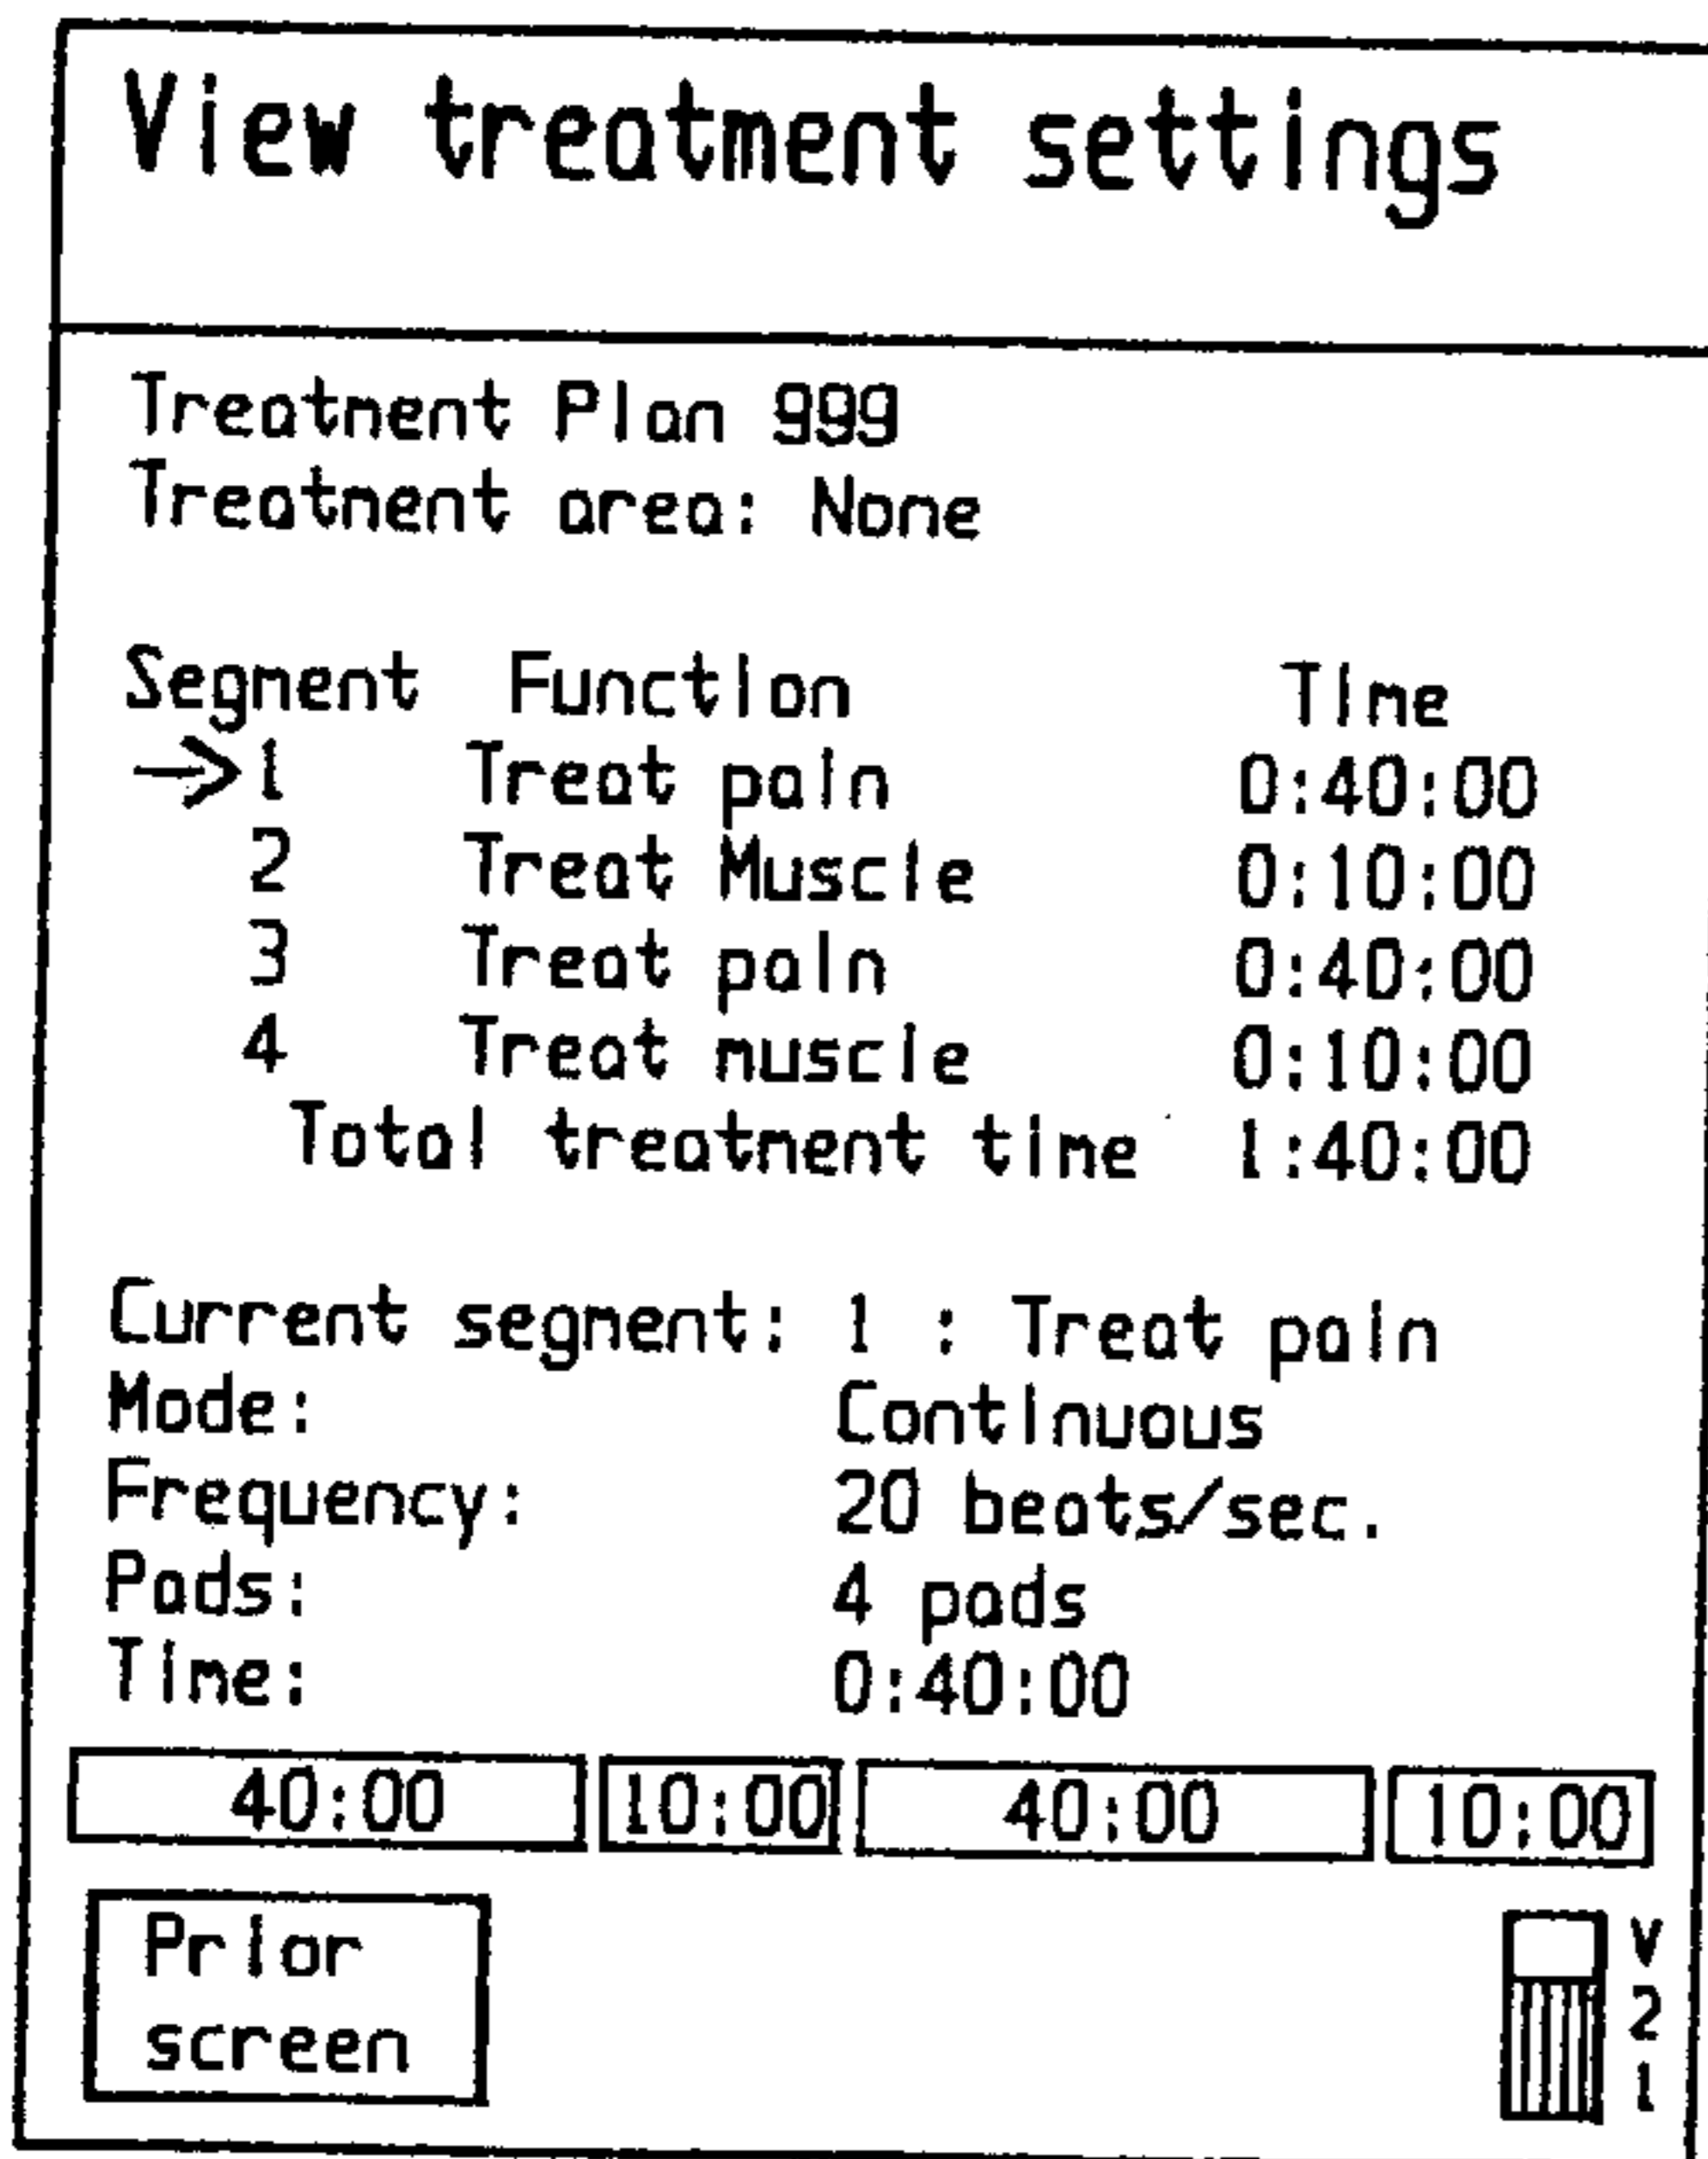 View treatment settings
Treatment Plan 999
Treatment area: None
Segment Function Time
→1 Treat pain 0:40:00
2 Treat Muscle 0:10:00
3 Treat pain 0:40:00
4 Treat muscle 0:10:00
Total treatment time 1:40:00
Current segment: 1 : Treat pain
Mode: Continuous
Frequency: 20 beats/sec.
Pads: 4 pads
Time: 0:40:00
40:00 10:00 40:00 10:00
Prior
screen
V
2
1